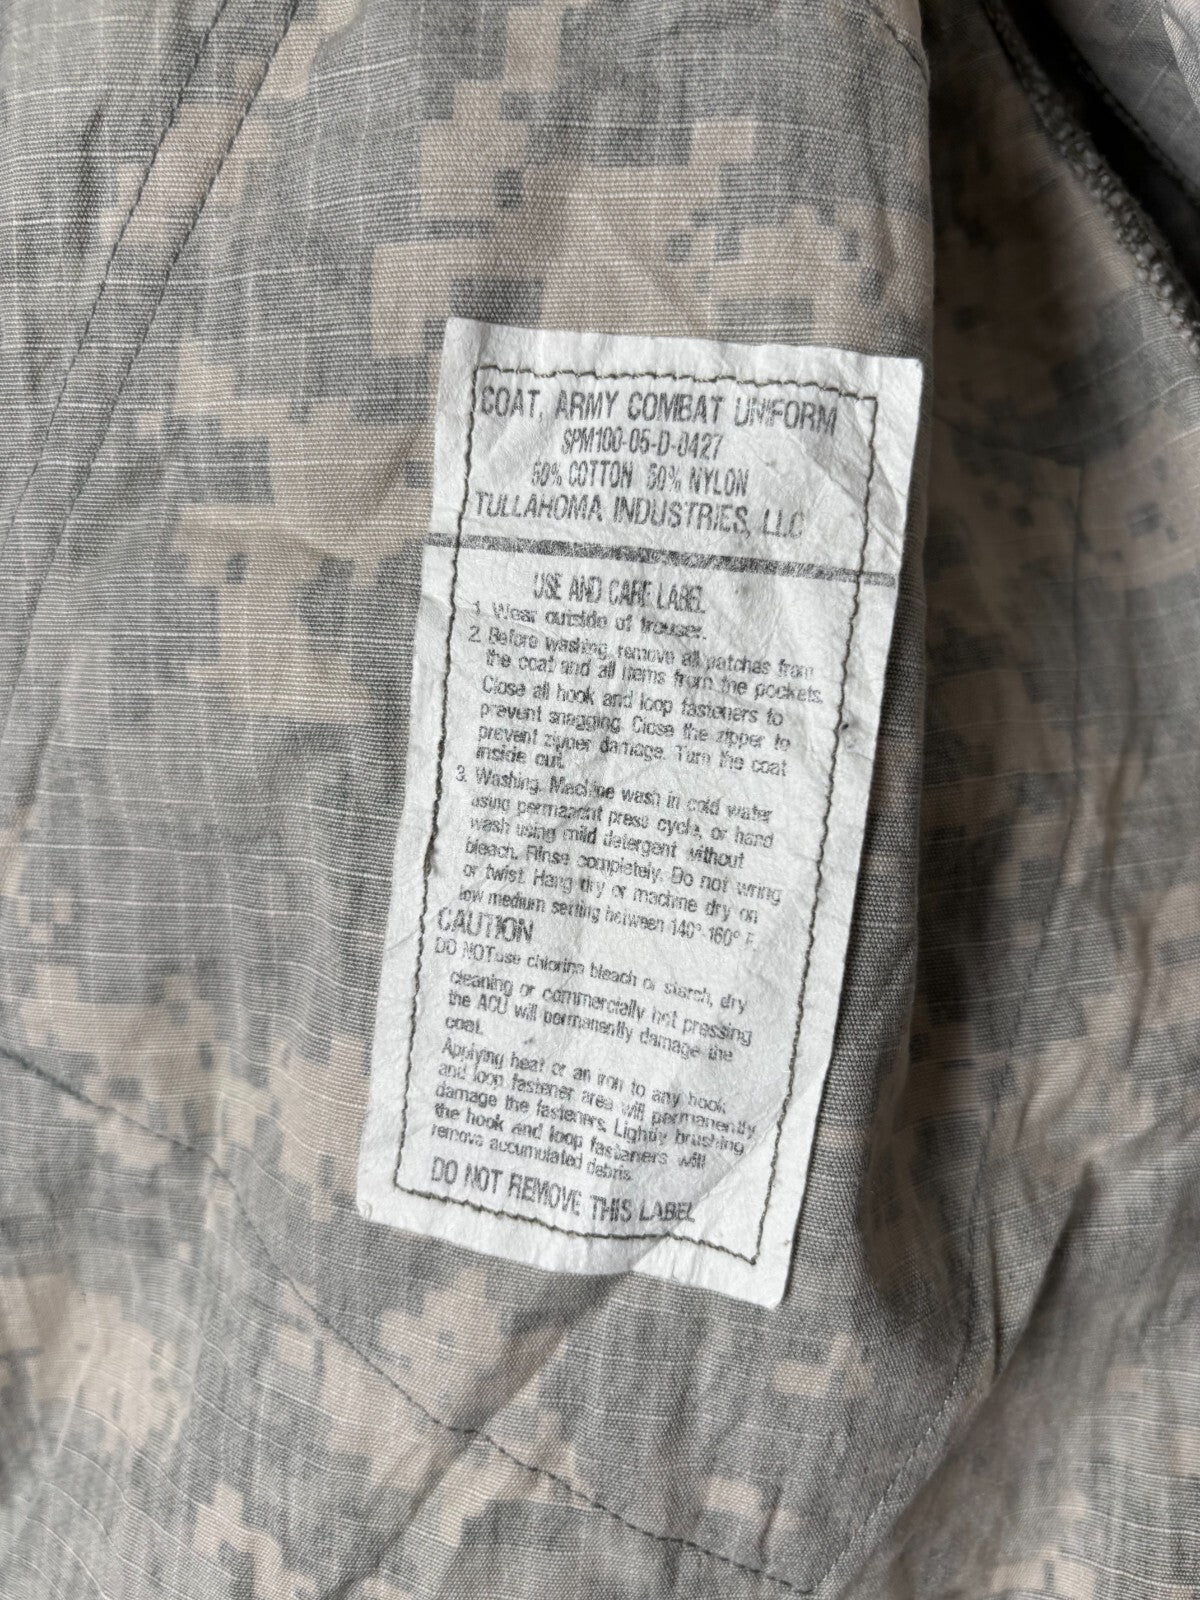 COAT, ARMY COMBAT UNIFORM
SPM100-05-D-0427
50% COTTON 50% NYLON
TULLAHOMA INDUSTRIES, LLC
USE AND CARE LABEL
1. Wear outside of trouser.
2. Before washing, remove all patches from
the coat and all items from the pockets.
Close all hook and loop fasteners to
prevent snagging. Close the zipper to
prevent zipper damage. Turn the coat
inside out.
3. Washing. Machine wash in cold water
using permanent press cycle, or hand
wash using mild detergent without
bleach. Rinse completely. Do not wring
or twist. Hang dry or machine dry on
low medium setting between 140°-160° F.
CAUTION
DO NOT use chlorine bleach or starch, dry
cleaning or commercially hot pressing
the ACU will permanently damage the
coat.
Applying heat or an iron to any hook
and loop fastener area will permanently
damage the fasteners. Lightly brushing
the hook and loop fasteners will
remove accumulated debris.
DO NOT REMOVE THIS LABEL